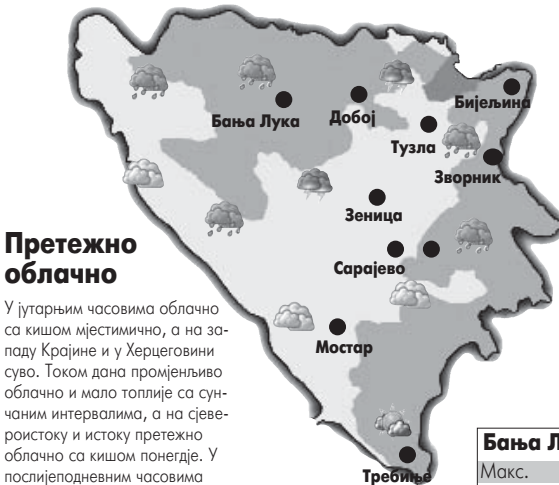 Бања Лука
Добој
Бијељина
Тузла
Зворник
Зеница
Сарајево
Мостар
Требиње
Претежно
облачно
У јутарњим часовима облачно
са кишом мјестимично, а на за-
паду Крајине и у Херцеговини
суво. Током дана промјенљиво
облачно и мало топлије са сун-
чаним интервалима, а на сјеве-
роистоку и истоку претежно
облачно са кишом понегдје. У
послијеподневним часовима
Бања Л
Макс.